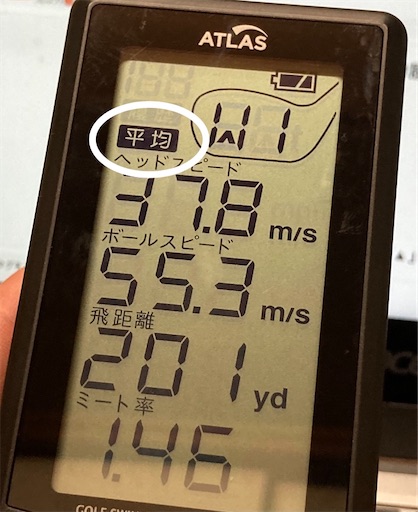 ATLAS
平均
W1
ヘッドスピード
37.8 m/s
ボールスピード
55.3 m/s
飛距離
201 yd
ミート率
1.46